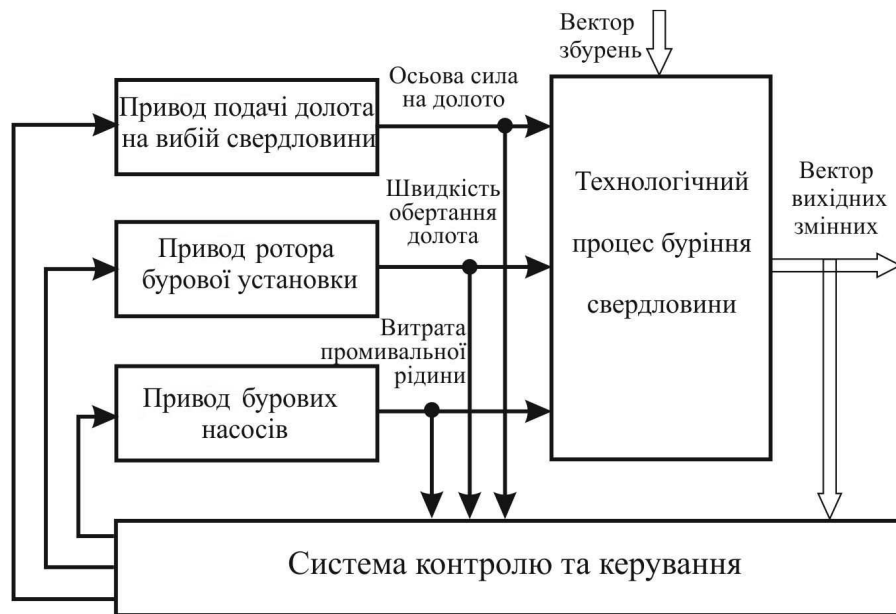 Вектор
збурень
Осьова сила
на долото
Привод подачі долота
на вибій свердловини
Швидкість
обертання
долота
Привод ротора
бурової установки
Витрата
промивальної
рідини
Привод бурових
насосів
Технологічний
процес буріння
свердловини
Вектор
вихідних
змінних
Система контролю та керування